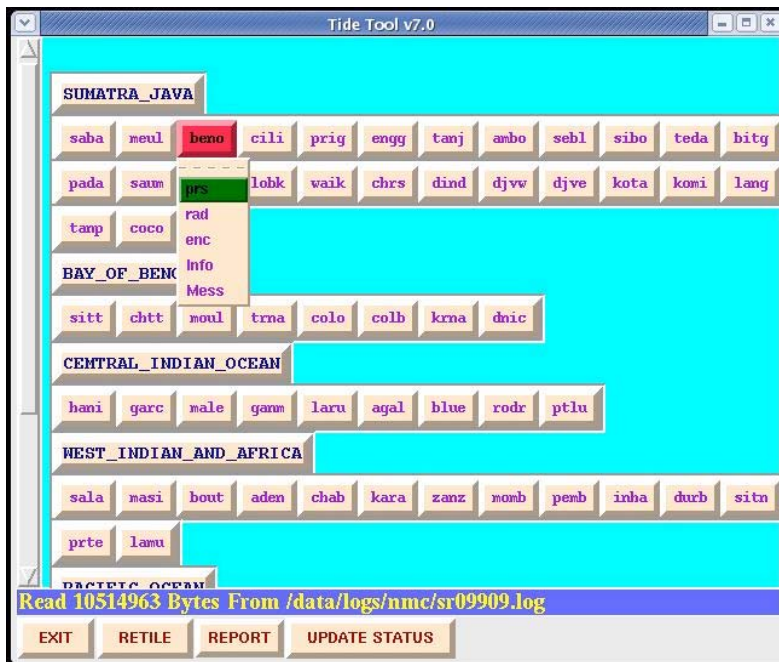 Tide Tool v7.0
SUMATRA_JAVA
saba meul beno cili prig engg tanj ambo sebl sibo teda bitg
pada saum prs lobk waik chrs dind djvw djve kota komi lang
rad
tanp coco
enc
Info
BAY_OF_BENG
Mess
sitt chtt moul trna colo colb krna dnic
CEMTRAL_INDIAN_OCEAN
hani garc male ganm laru agal blue rodr ptlu
WEST_INDIAN_AND_AFRICA
sala masi bout aden chab kara zanz momb pemb inha durb sitn
prte lamu
PACIFIC_OCEAN
Read 10514963 Bytes From /data/logs/nmc/sr09909.log
EXIT RETILE REPORT UPDATE STATUS